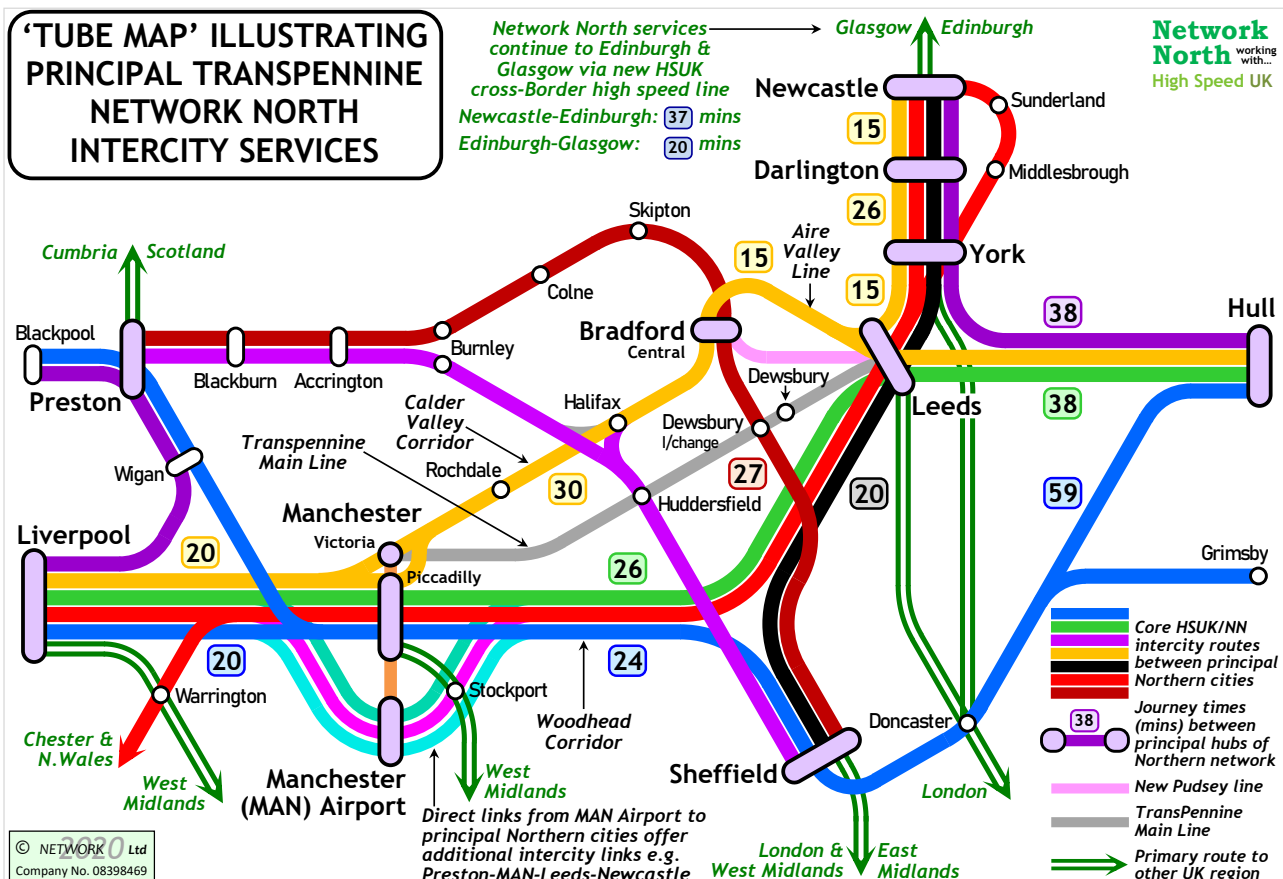 ‘TUBE MAP’ ILLUSTRATING
PRINCIPAL TRANSPENNINE
NETWORK NORTH
INTERCITY SERVICES
Network North services
continue to Edinburgh &
Glasgow via new HSUK
cross-Border high speed line
Newcastle-Edinburgh: 37 mins
Edinburgh-Glasgow: 20 mins
Glasgow Edinburgh
Network
North working
with...
High Speed UK
Newcastle
Sunderland
15
Darlington
Middlesbrough
26
York
15
Skipton
Aire
Valley
Line
15
Cumbria Scotland
Colne
Blackpool
Bradford
Central
38
Hull
Burnley
Blackburn
Accrington
Preston
Dewsbury
Leeds
38
Halifax
Calder
Valley
Corridor
Dewsbury
I/change
Transpennine
Main Line
Wigan
Rochdale
30
27
20
59
Huddersfield
Manchester
Victoria
Liverpool
20
Piccadilly
26
Grimsby
20
24
Warrington
Stockport
Woodhead
Corridor
Doncaster
Chester &
N.Wales
West
Midlands
Manchester
(MAN) Airport
West
Midlands
Sheffield
London
Direct links from MAN Airport to
principal Northern cities offer
additional intercity links e.g.
Preston-MAN-Leeds-Newcastle
London &
West Midlands
East
Midlands
Core HSUK/NN
intercity routes
between principal
Northern cities
38
Journey times
(mins) between
principal hubs of
Northern network
New Pudsey line
TransPennine
Main Line
Primary route to
other UK region
© NETWORK 2020 Ltd
Company No. 08398469